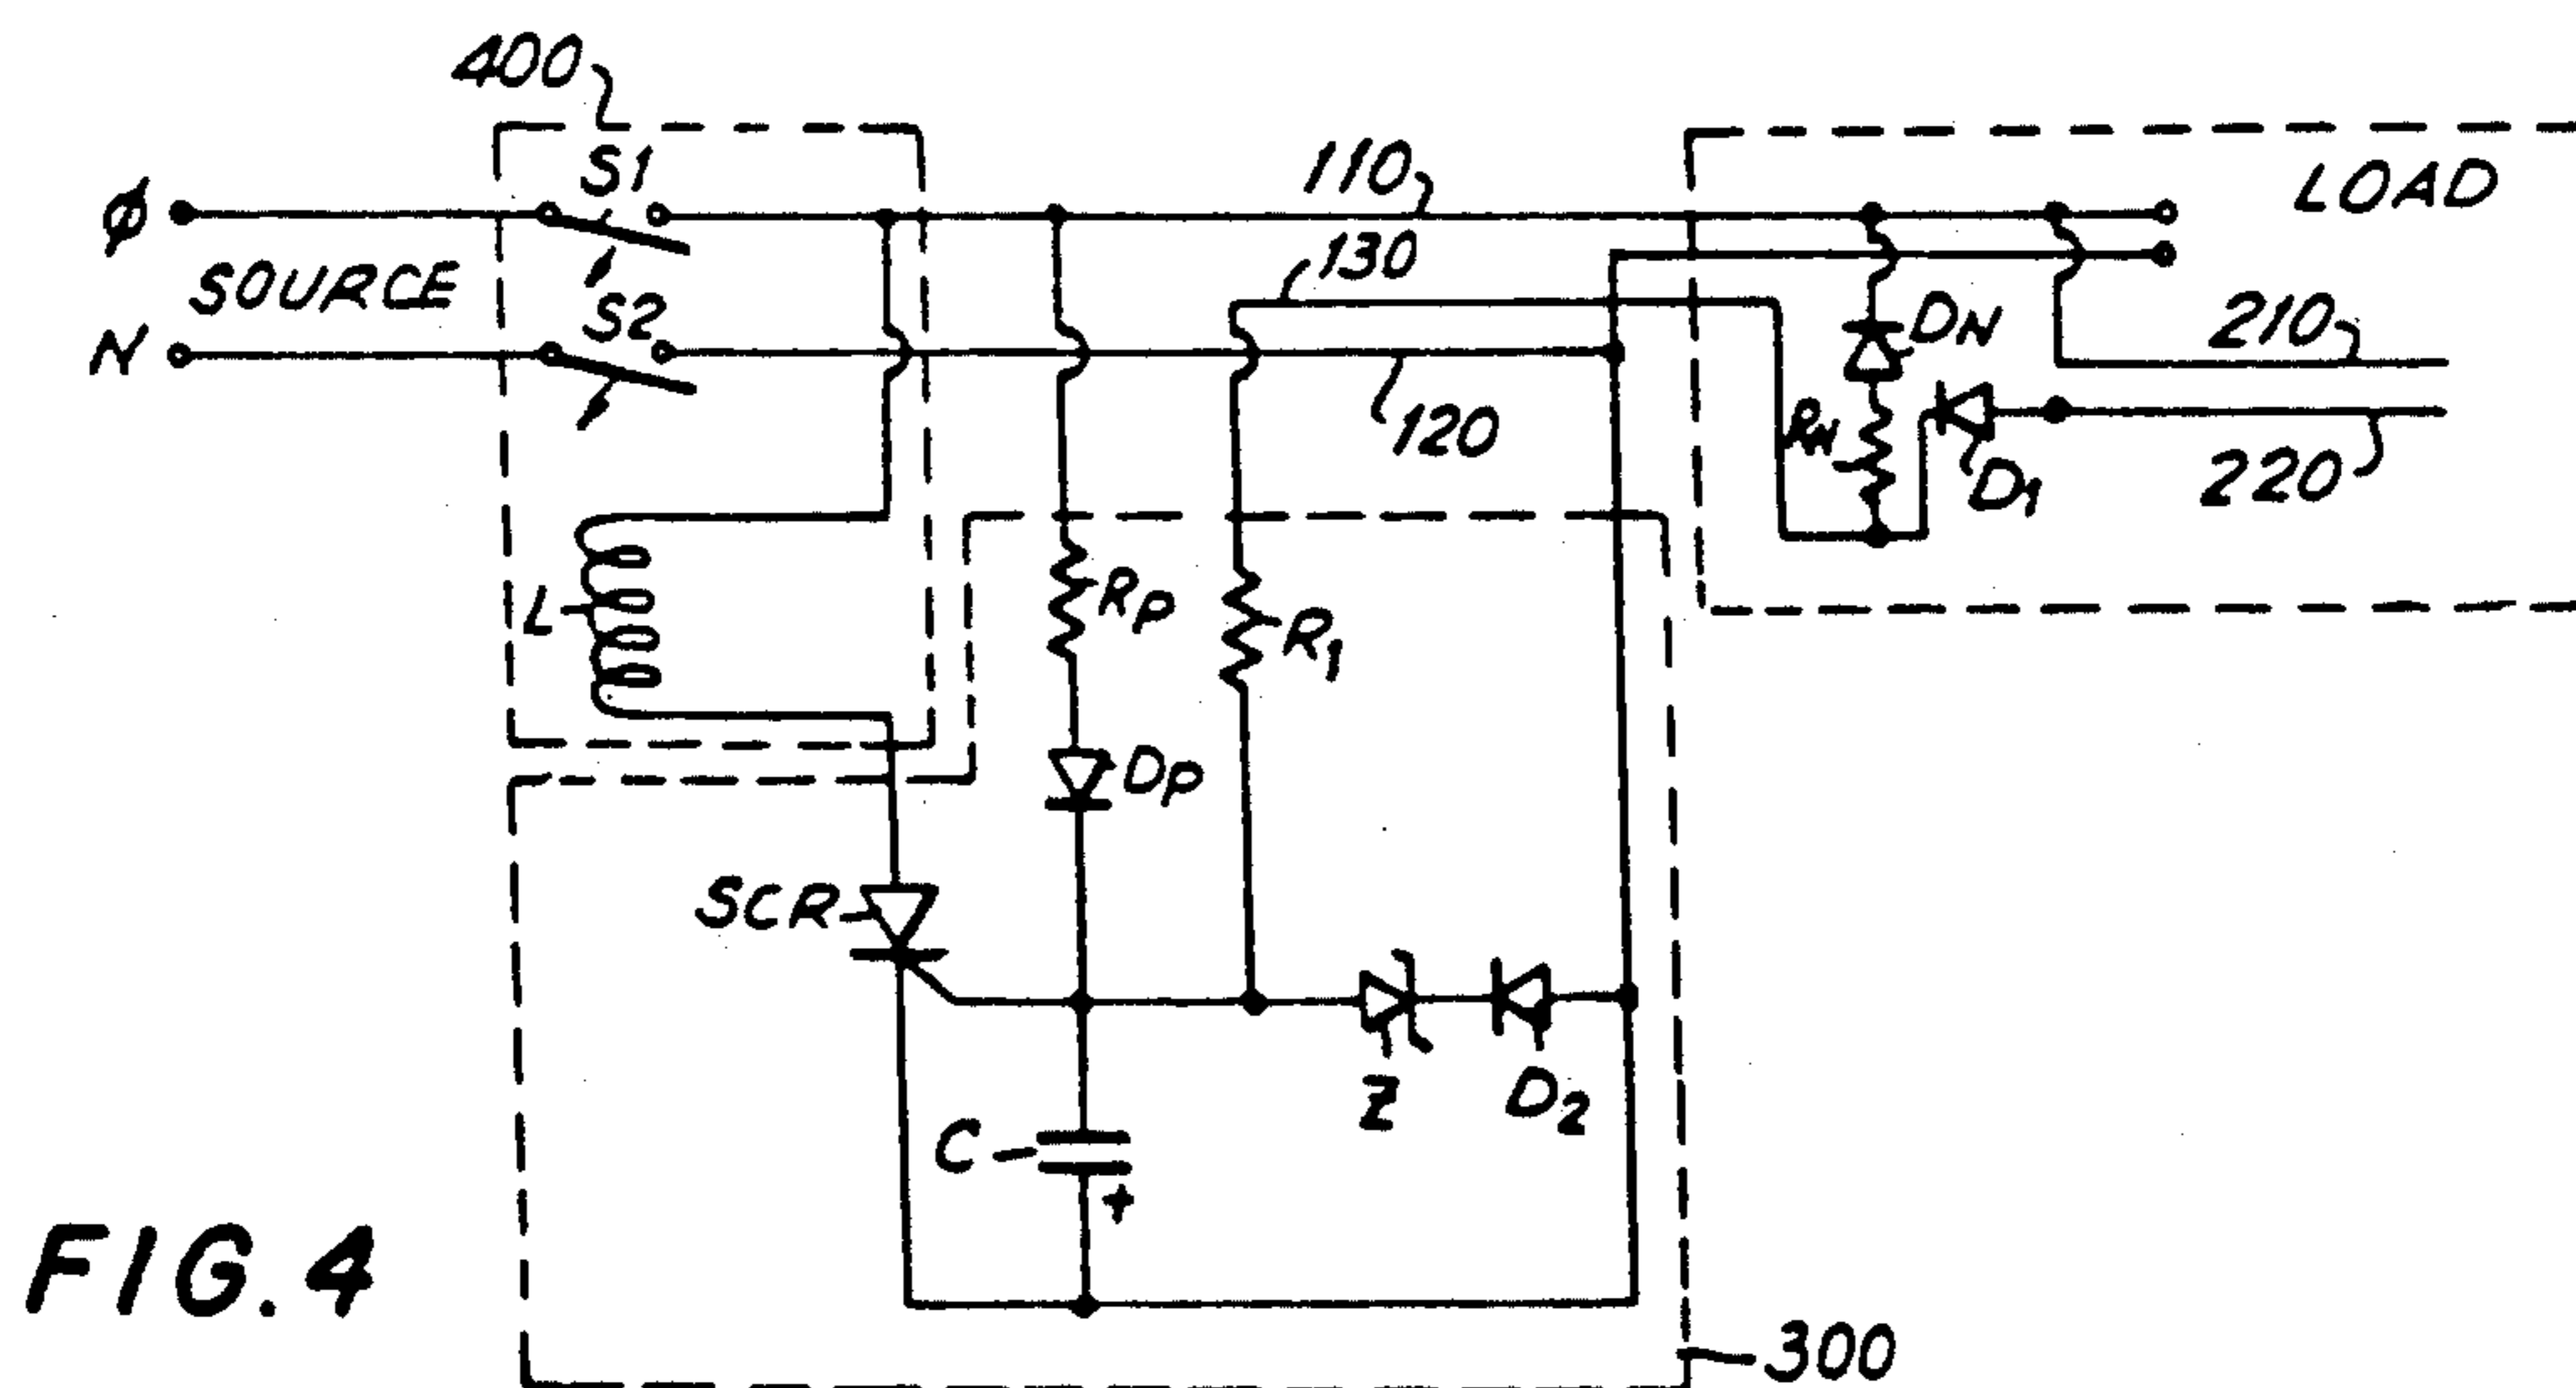 400
S1
φ
SOURCE
S2
N
110
130
120
LOAD
DN
210
RN
D1
220
L
RP
R1
DP
SCR
Z
D2
C
+
FIG. 4
300